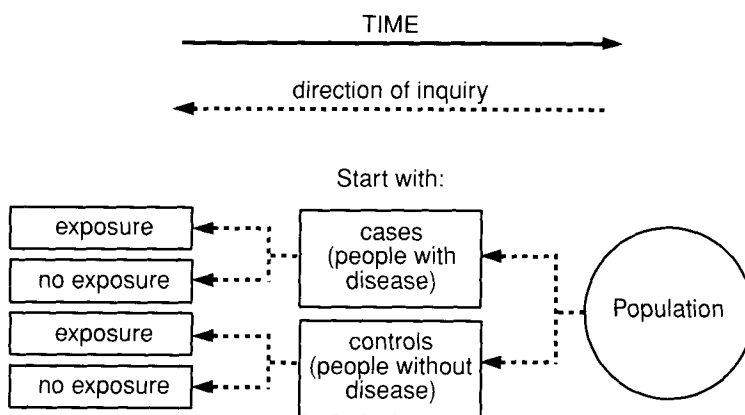 TIME
direction of inquiry
Start with:
exposure
no exposure
exposure
no exposure
cases
(people with
disease)
controls
(people without
disease)
Population